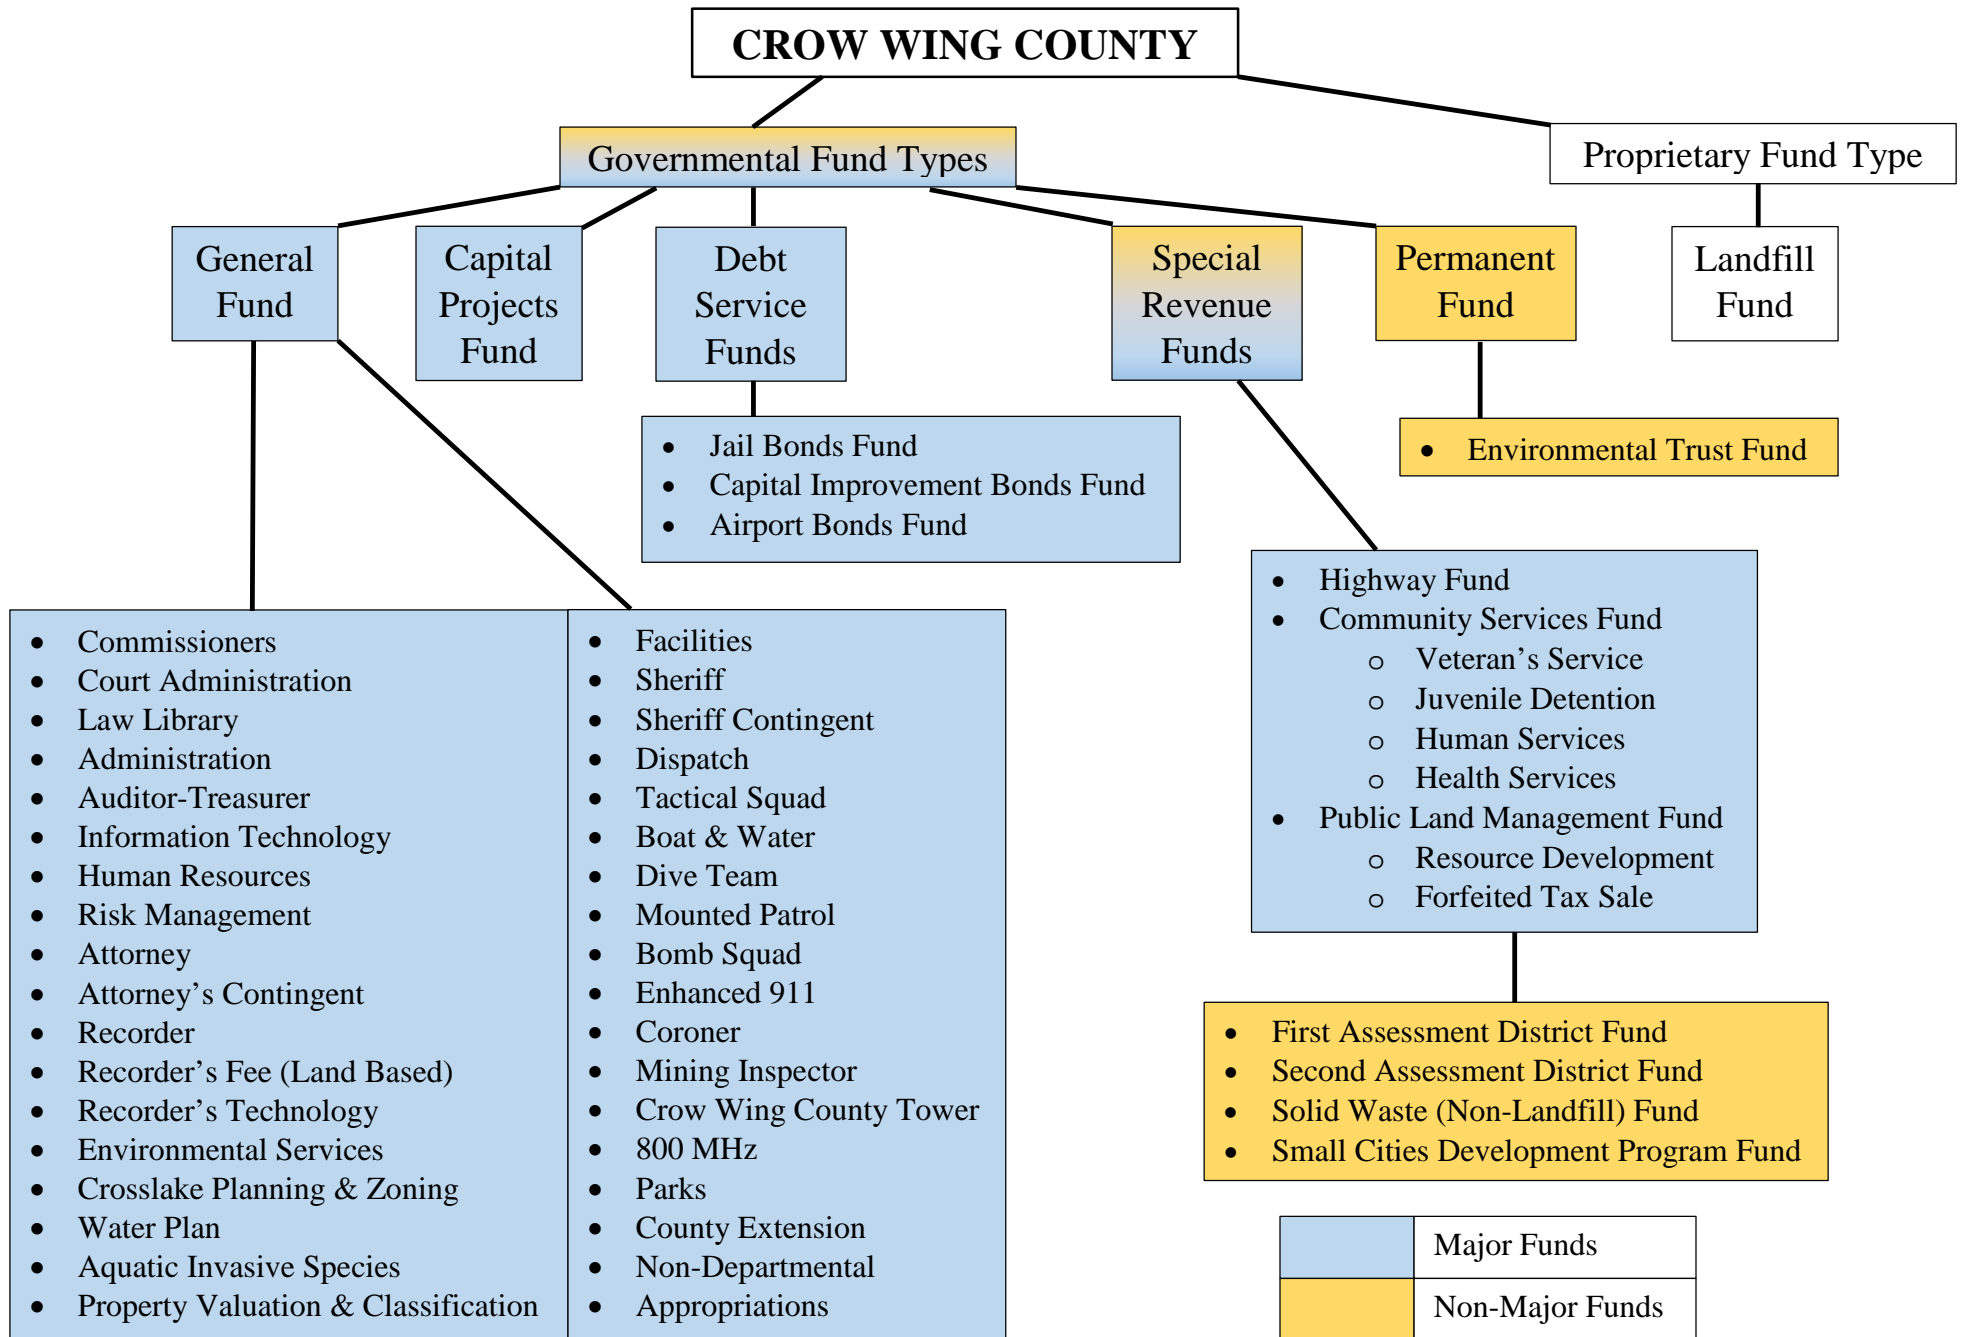 CROW WING COUNTY
Governmental Fund Types
Proprietary Fund Type
General
Fund
Capital
Projects
Fund
Debt
Service
Funds
Special
Revenue
Funds
Permanent
Fund
Landfill
Fund
• Jail Bonds Fund
• Capital Improvement Bonds Fund
• Airport Bonds Fund
• Environmental Trust Fund
• Commissioners
• Court Administration
• Law Library
• Administration
• Auditor-Treasurer
• Information Technology
• Human Resources
• Risk Management
• Attorney
• Attorney’s Contingent
• Recorder
• Recorder’s Fee (Land Based)
• Recorder’s Technology
• Environmental Services
• Crosslake Planning & Zoning
• Water Plan
• Aquatic Invasive Species
• Property Valuation & Classification
• Facilities
• Sheriff
• Sheriff Contingent
• Dispatch
• Tactical Squad
• Boat & Water
• Dive Team
• Mounted Patrol
• Bomb Squad
• Enhanced 911
• Coroner
• Mining Inspector
• Crow Wing County Tower
• 800 MHz
• Parks
• County Extension
• Non-Departmental
• Appropriations
• Highway Fund
• Community Services Fund
o Veteran’s Service
o Juvenile Detention
o Human Services
o Health Services
• Public Land Management Fund
o Resource Development
o Forfeited Tax Sale
• First Assessment District Fund
• Second Assessment District Fund
• Solid Waste (Non-Landfill) Fund
• Small Cities Development Program Fund
Major Funds
Non-Major Funds